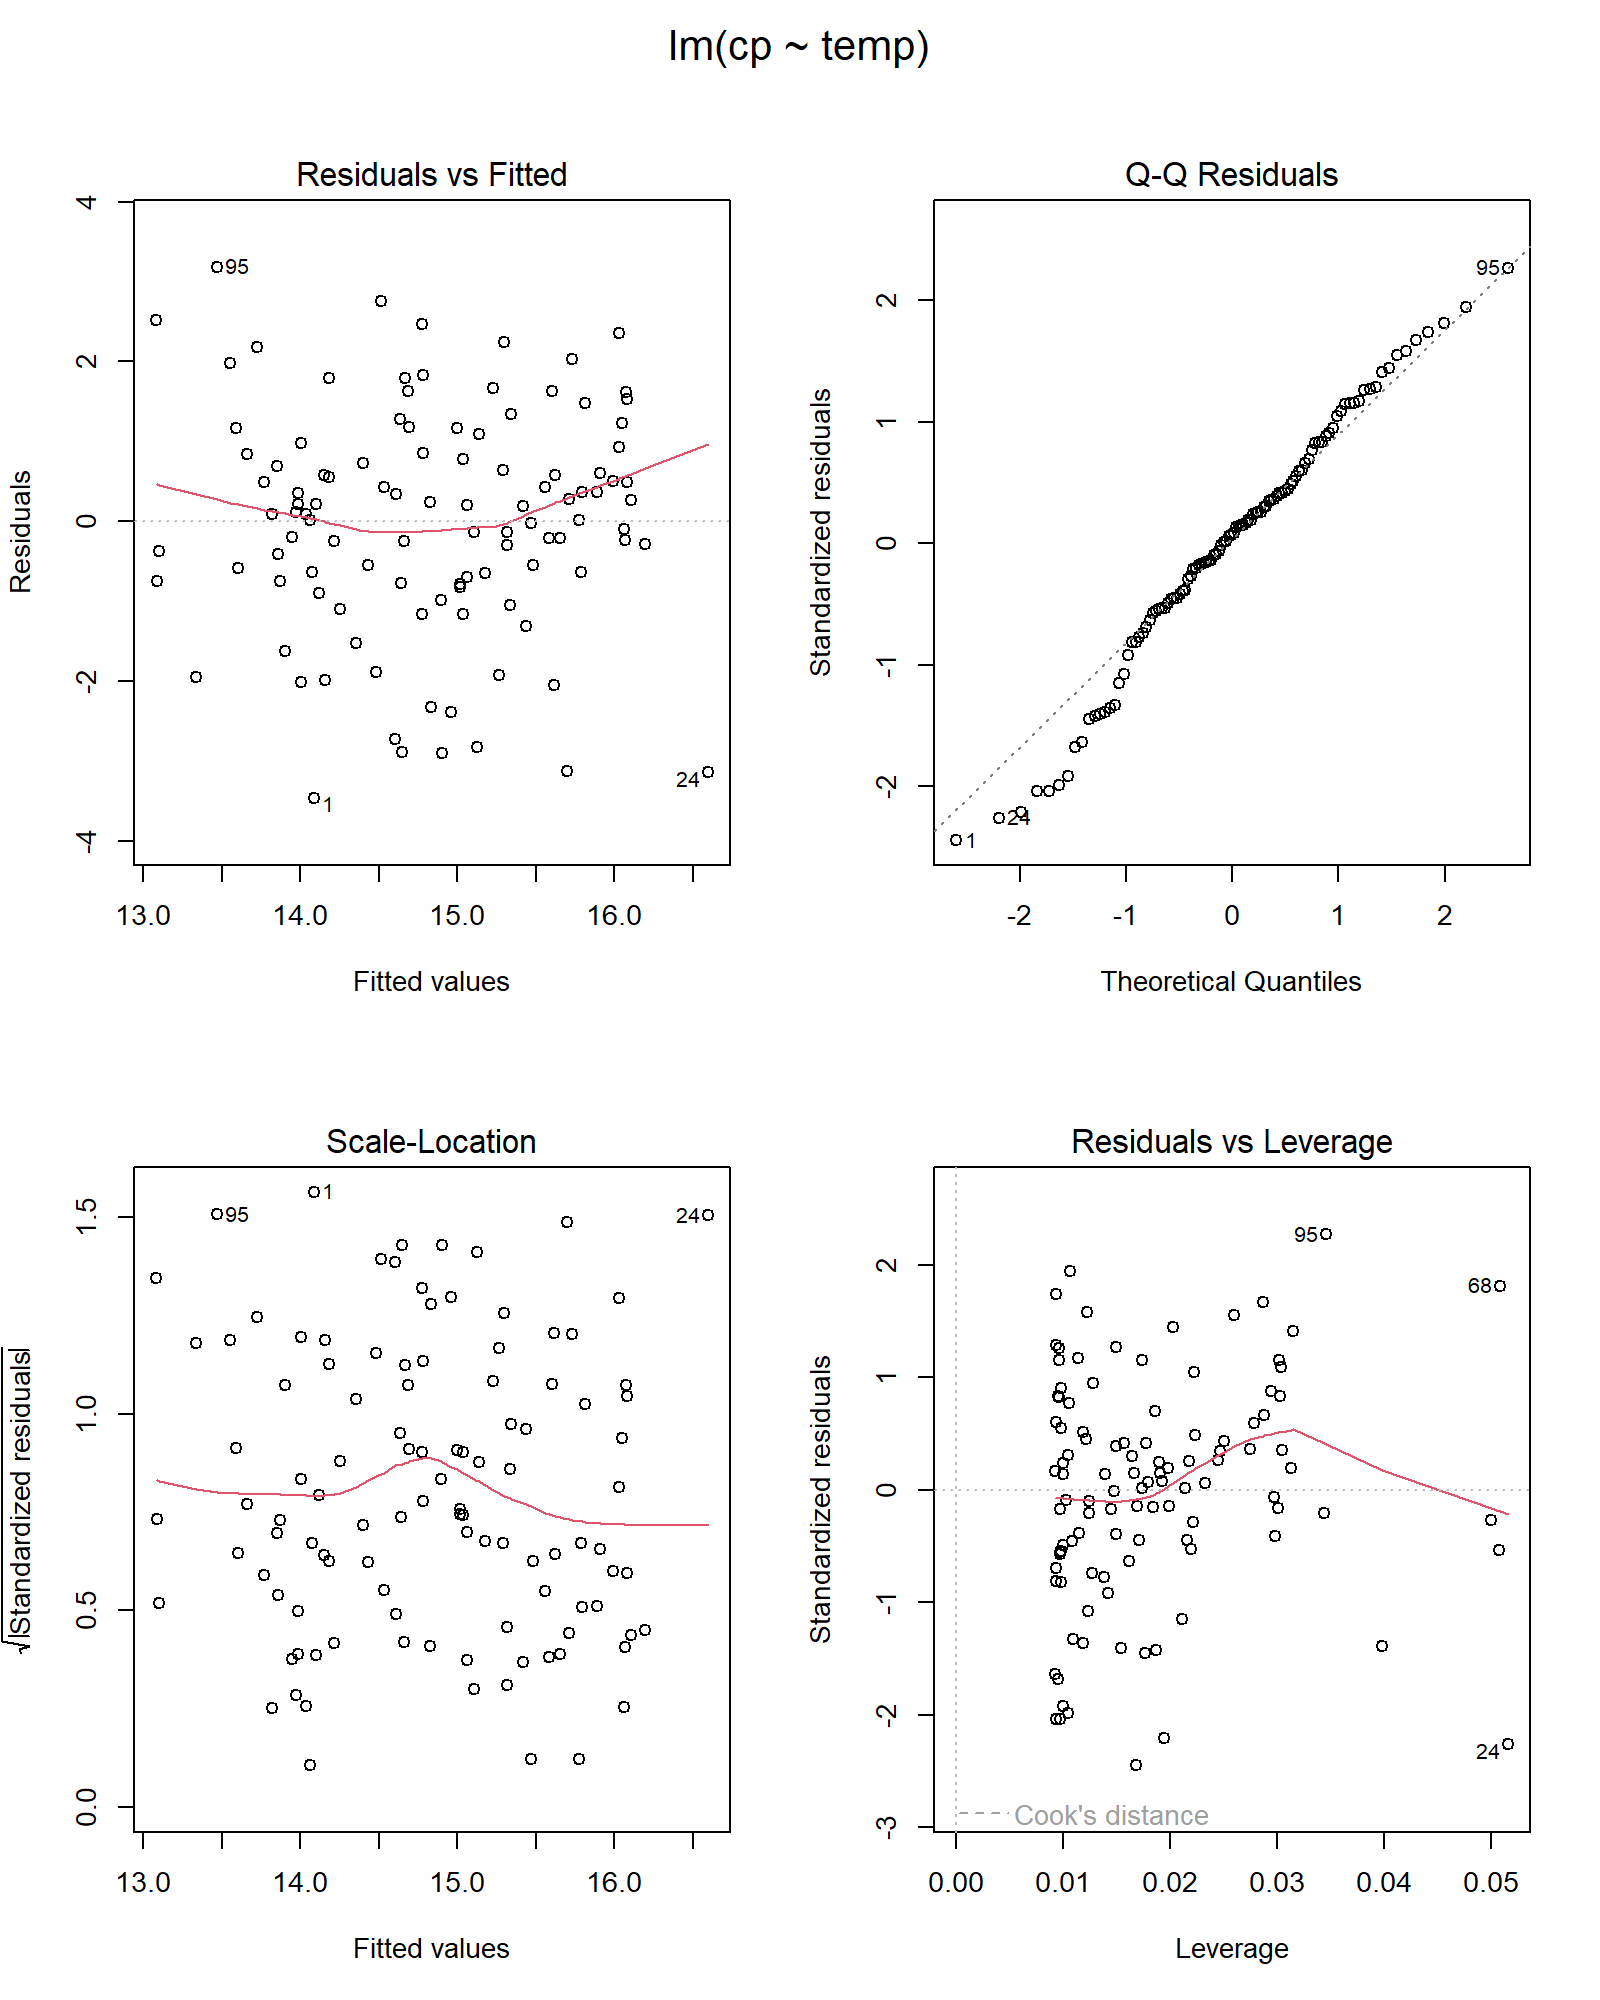 lm(cp ~ temp)
Residuals vs Fitted
4
2
0
-2
-4
Residuals
95
24
1
13.0 14.0 15.0 16.0
Fitted values
Q-Q Residuals
2
1
0
-1
-2
Standardized residuals
95
24
1
-2 -1 0 1 2
Theoretical Quantiles
Scale-Location
1.5
1.0
0.5
0.0
√|Standardized residuals|
1
95
24
13.0 14.0 15.0 16.0
Fitted values
Residuals vs Leverage
2
1
0
-1
-2
-3
Standardized residuals
95
68
24
Cook's distance
0.00 0.01 0.02 0.03 0.04 0.05
Leverage